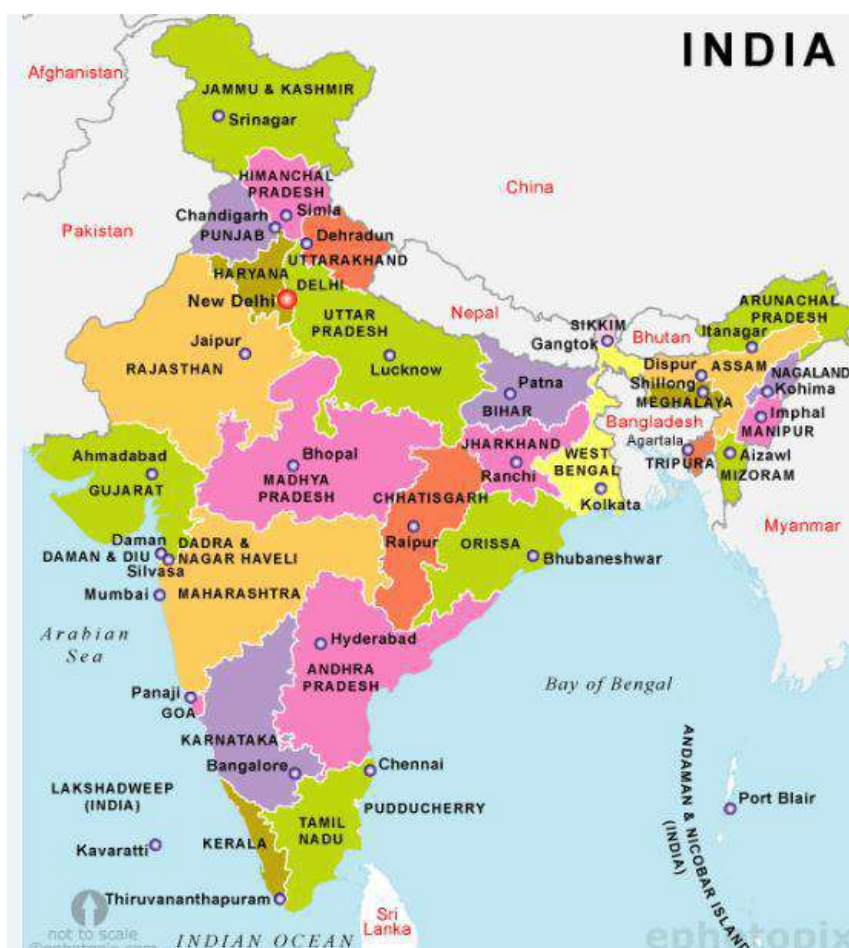 INDIA
Afghanistan
JAMMU & KASHMIR
Srinagar
China
HIMANCHAL
PRADESH
Simla
Chandigarh
PUNJAB
Pakistan
Dehradun
UTTARAKHAND
HARYANA
DELHI
New Delhi
Nepal
UTTAR
PRADESH
Lucknow
Jaipur
RAJASTHAN
SIKKIM
Gangtok
Bhutan
ARUNACHAL
PRADESH
Itanagar
Dispur
ASSAM
Shillong
MEGHALAYA
NAGALAND
Kohima
Imphal
MANIPUR
Patna
BIHAR
Bangladesh
Agartala
TRIPURA
Aizawl
MIZORAM
Ahmadabad
GUJARAT
Bhopal
MADHYA
PRADESH
JHARKHAND
Ranchi
WEST
BENGAL
Kolkata
CHHATISGARH
Raipur
ORISSA
Bhubaneshwar
Myanmar
Daman
DAMAN & DIU
DADRA &
NAGAR HAVELI
Silvasa
Mumbai
MAHARASHTRA
Arabian
Sea
Hyderabad
ANDHRA
PRADESH
Bay of Bengal
Panaji
GOA
KARNATAKA
Bangalore
Chennai
PUDDUCHERRY
LAKSHADWEEP
(INDIA)
Kavaratti
KERALA
TAMIL
NADU
Thiruvananthapuram
Port Blair
ANDAMAN & NICOBAR ISLAN
(INDIA)
Sri
Lanka
INDIAN OCEAN
not to scale
ephotopix